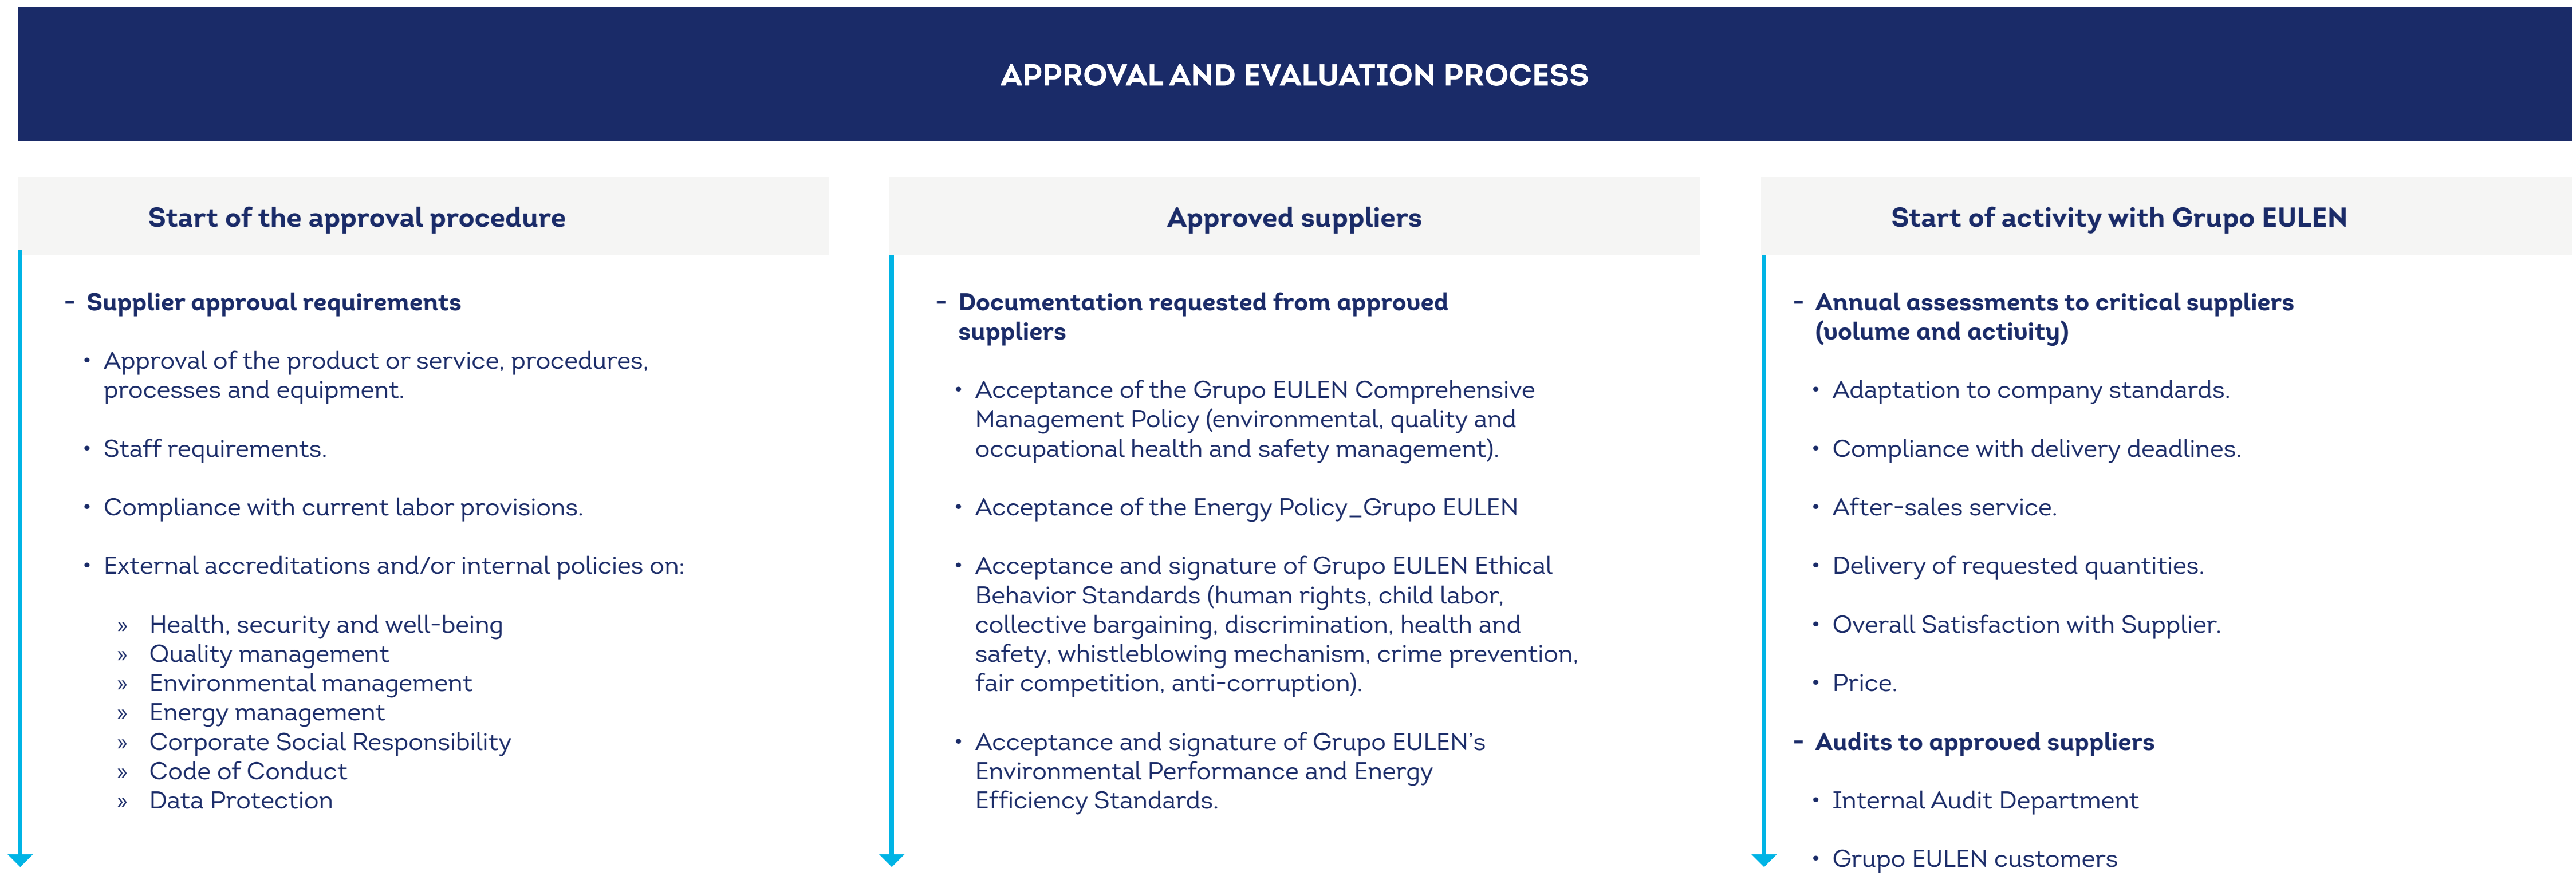 APPROVAL AND EVALUATION PROCESS
Start of the approval procedure
- Supplier approval requirements
• Approval of the product or service, procedures,
processes and equipment.
• Staff requirements.
• Compliance with current labor provisions.
• External accreditations and/or internal policies on:
» Health, security and well-being
» Quality management
» Environmental management
» Energy management
» Corporate Social Responsibility
» Code of Conduct
» Data Protection
Approved suppliers
- Documentation requested from approved
suppliers
• Acceptance of the Grupo EULEN Comprehensive
Management Policy (environmental, quality and
occupational health and safety management).
• Acceptance of the Energy Policy_Grupo EULEN
• Acceptance and signature of Grupo EULEN Ethical
Behavior Standards (human rights, child labor,
collective bargaining, discrimination, health and
safety, whistleblowing mechanism, crime prevention,
fair competition, anti-corruption).
• Acceptance and signature of Grupo EULEN’s
Environmental Performance and Energy
Efficiency Standards.
Start of activity with Grupo EULEN
- Annual assessments to critical suppliers
(volume and activity)
• Adaptation to company standards.
• Compliance with delivery deadlines.
• After-sales service.
• Delivery of requested quantities.
• Overall Satisfaction with Supplier.
• Price.
- Audits to approved suppliers
• Internal Audit Department
• Grupo EULEN customers